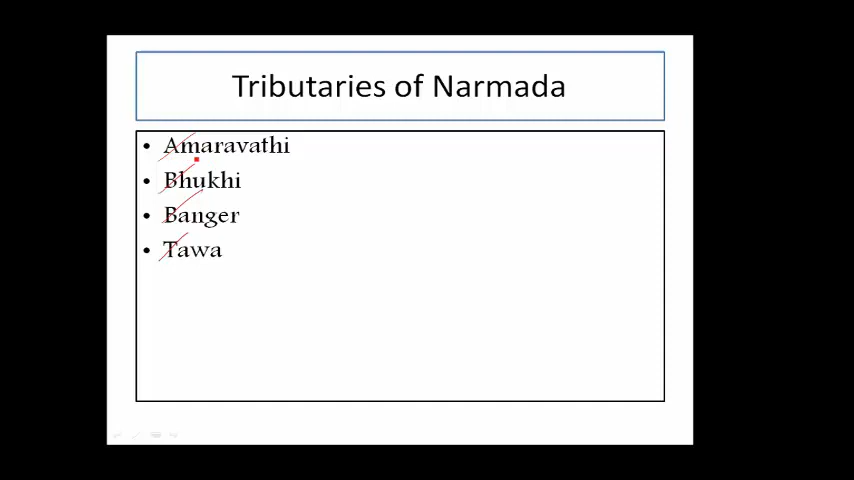 Tributaries of Narmada
• Amaravathi
• Bhukhi
• Banger
• Tawa